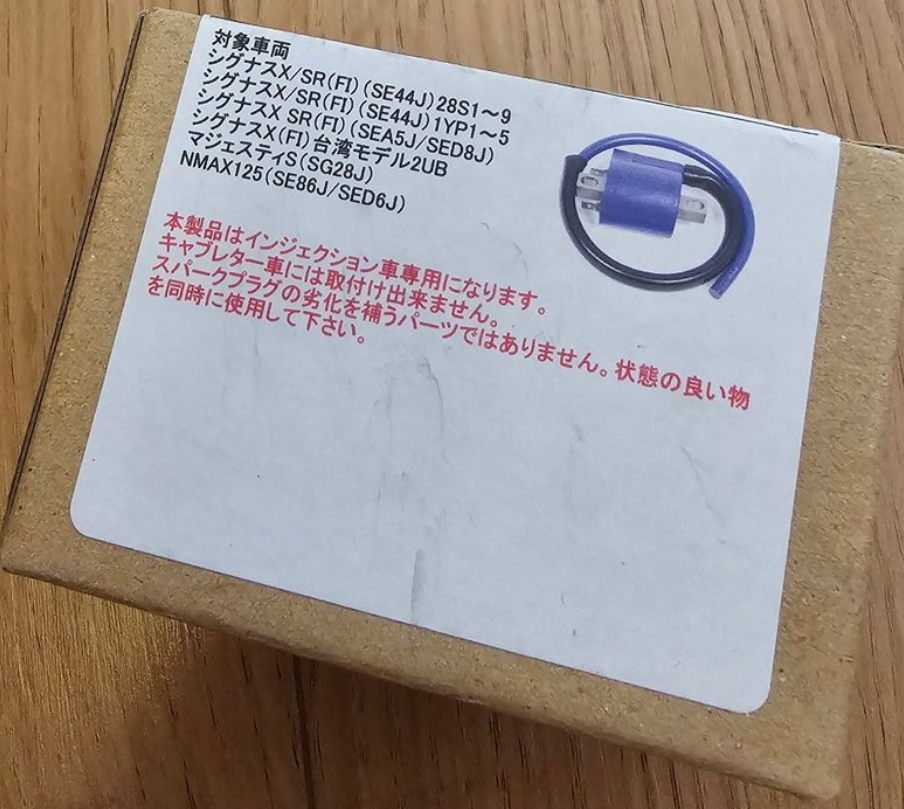 対象車両
シグナスX/SR(FI)(SE44J)28S1～9
シグナスX/SR(FI)(SE44J)1YP1～5
シグナスX SR(FI)(SEA5J/SED8J)
シグナスX(FI)台湾モデル2UB
マジェスティS(SG28J)
NMAX125(SE86J/SED6J)
本製品はインジェクション車専用になります。
キャブレター車には取付け出来ません。
スパークプラグの劣化を補うパーツではありません。状態の良い物
を同時に使用して下さい。